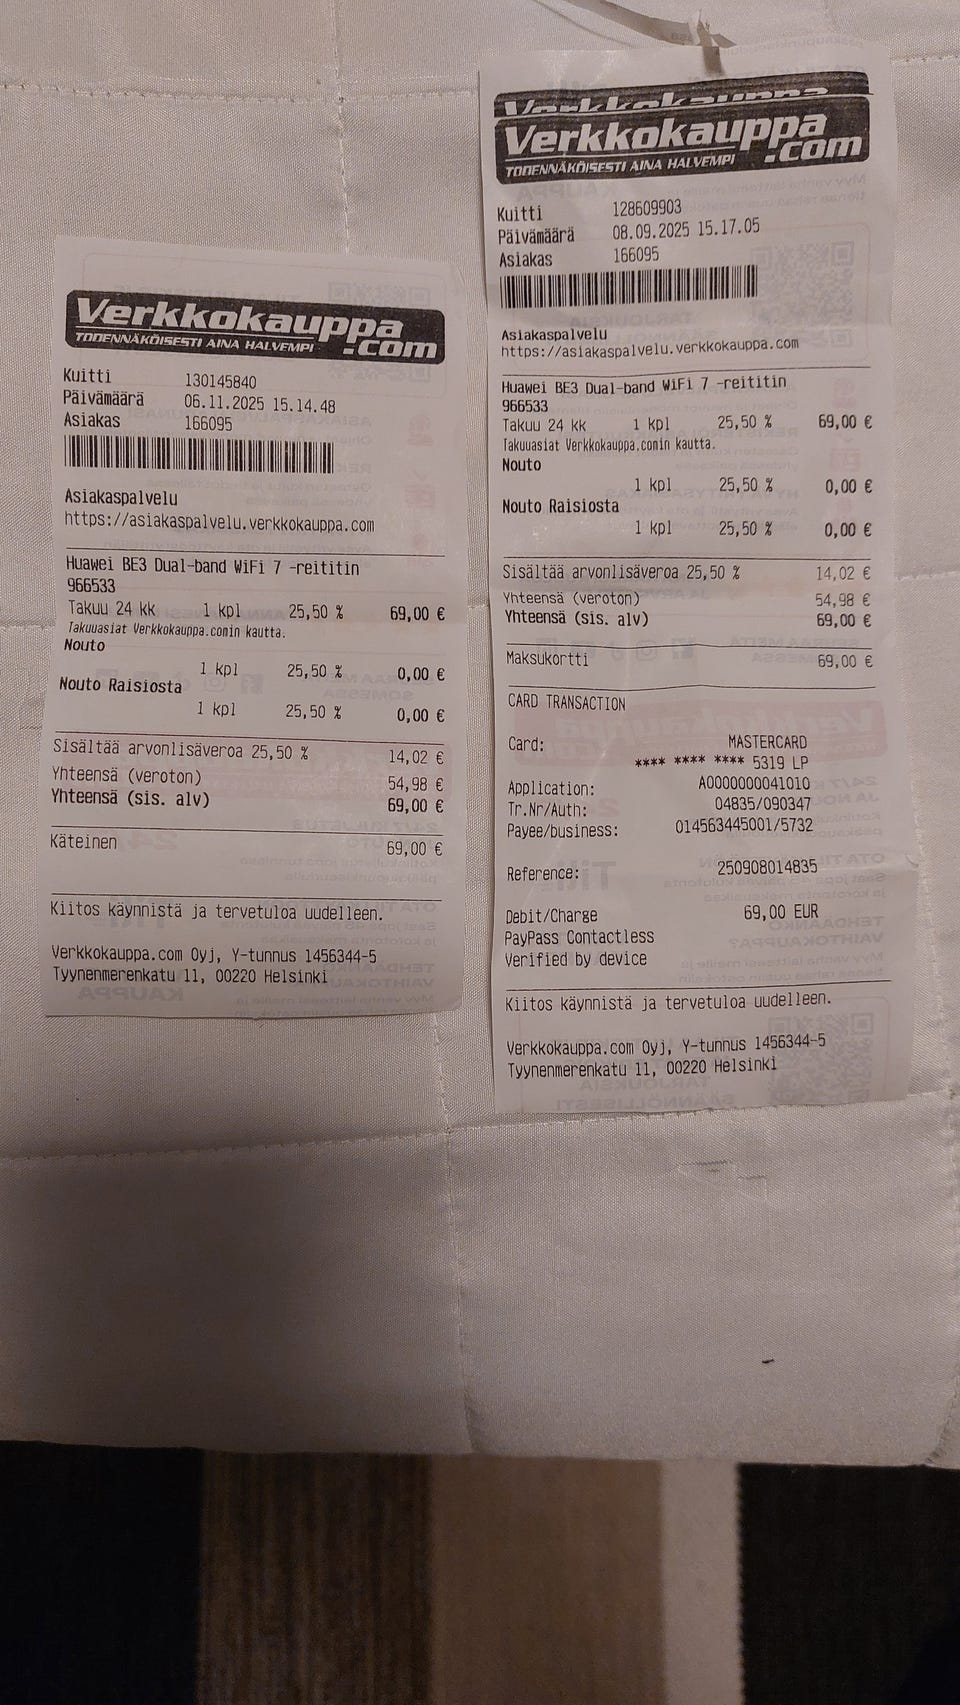 Verkkokauppa
.com
TODENNÄKÖISESTI AINA HALVEMPI
Kuitti 130145840
Päivämäärä 06.11.2025 15.14.48
Asiakas 166095
Asiakaspalvelu
https://asiakaspalvelu.verkkokauppa.com
Huawei BE3 Dual-band WiFi 7 -reititin
966533
Takuu 24 kk 1 kpl 25,50 % 69,00 €
Takuuasiat Verkkokauppa.comin kautta.
Nouto
1 kpl 25,50 % 0,00 €
Nouto Raisiosta
1 kpl 25,50 % 0,00 €
Sisältää arvonlisäveroa 25,50 % 14,02 €
Yhteensä (veroton) 54,98 €
Yhteensä (sis. alv) 69,00 €
Käteinen 69,00 €
Kiitos käynnistä ja tervetuloa uudelleen.
Verkkokauppa.com Oyj, Y-tunnus 1456344-5
Tyynenmerenkatu 11, 00220 Helsinki
Verkkokauppa
Verkkokauppa
.com
TODENNÄKÖISESTI AINA HALVEMPI
Kuitti 128609903
Päivämäärä 08.09.2025 15.17.05
Asiakas 166095
Asiakaspalvelu
https://asiakaspalvelu.verkkokauppa.com
Huawei BE3 Dual-band WiFi 7 -reititin
966533
Takuu 24 kk 1 kpl 25,50 % 69,00 €
Takuuasiat Verkkokauppa.comin kautta.
Nouto
1 kpl 25,50 % 0,00 €
Nouto Raisiosta
1 kpl 25,50 % 0,00 €
Sisältää arvonlisäveroa 25,50 % 14,02 €
Yhteensä (veroton) 54,98 €
Yhteensä (sis. alv) 69,00 €
Maksukortti 69,00 €
CARD TRANSACTION
Card: MASTERCARD
**** **** **** 5319 LP
Application: A0000000041010
Tr.Nr/Auth: 04835/090347
Payee/business: 014563445001/5732
Reference: 250908014835
Debit/Charge 69,00 EUR
PayPass Contactless
Verified by device
Kiitos käynnistä ja tervetuloa uudelleen.
Verkkokauppa.com Oyj, Y-tunnus 1456344-5
Tyynenmerenkatu 11, 00220 Helsinki